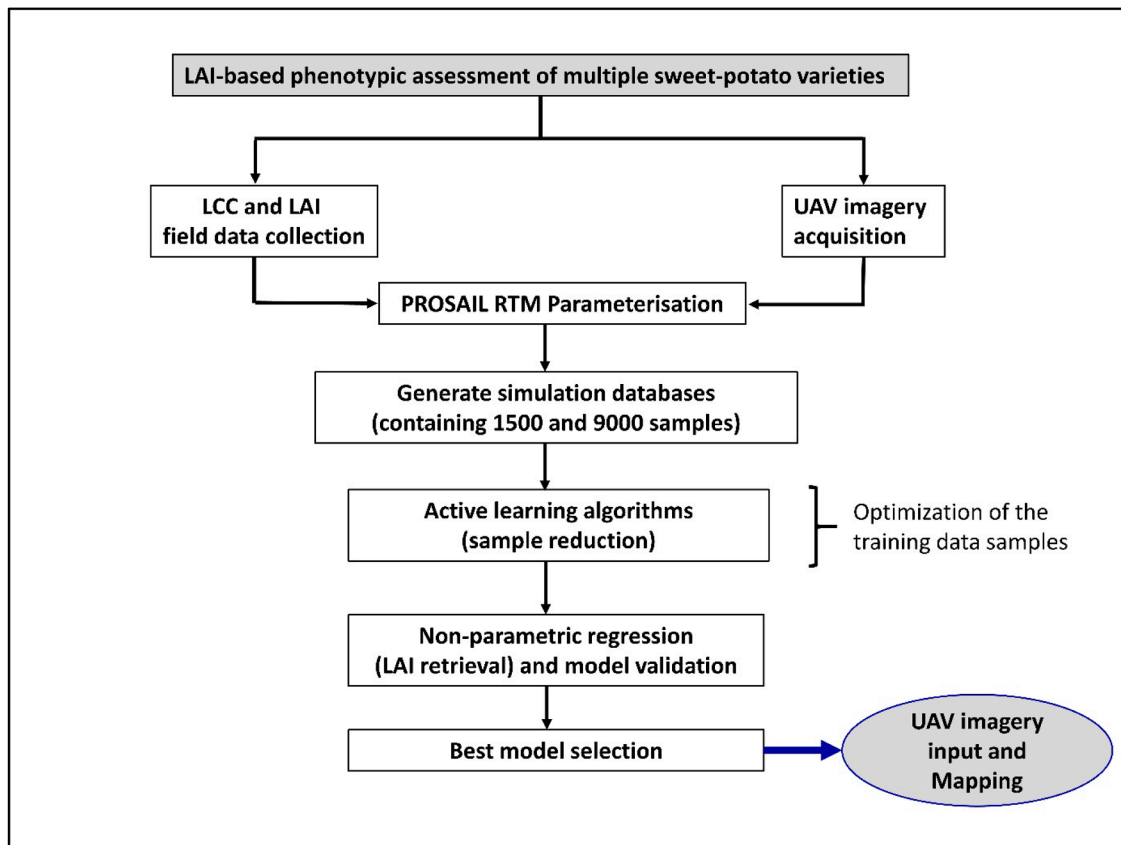 LAI-based phenotypic assessment of multiple sweet-potato varieties
LCC and LAI
field data collection
UAV imagery
acquisition
PROSAIL RTM Parameterisation
Generate simulation databases
(containing 1500 and 9000 samples)
Active learning algorithms
(sample reduction)
Optimization of the
training data samples
Non-parametric regression
(LAI retrieval) and model validation
Best model selection
UAV imagery
input and
Mapping